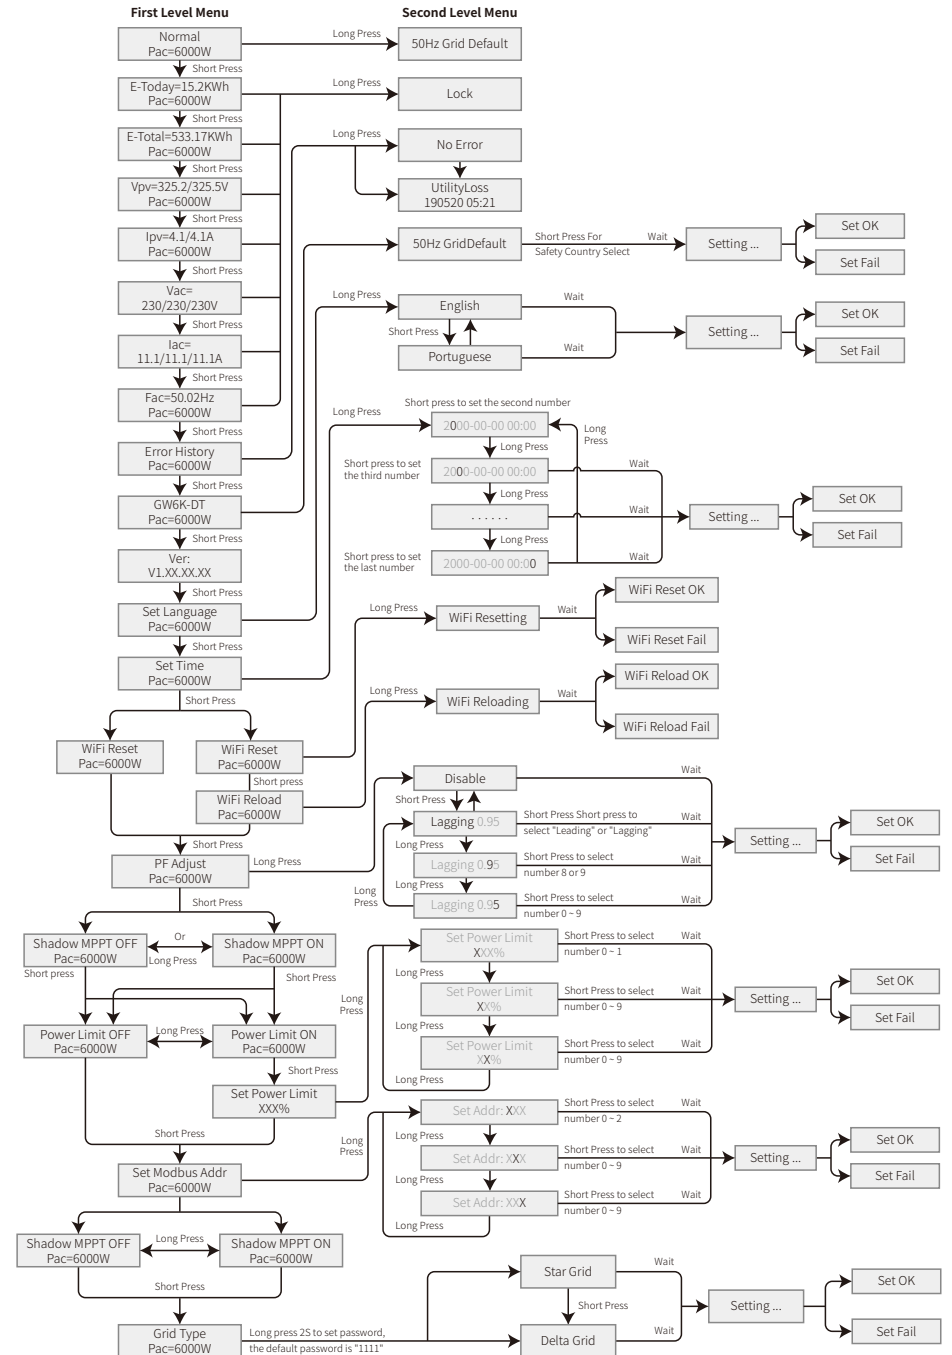 First Level Menu
Second Level Menu
Normal
Pac=6000W
Long Press
50Hz Grid Default
Short Press
E-Today=15.2KWh
Pac=6000W
Long Press
Lock
Short Press
E-Total=533.17KWh
Pac=6000W
Long Press
No Error
Short Press
Vpv=325.2/325.5V
Pac=6000W
UtilityLoss
190520 05:21
Short Press
Ipv=4.1/4.1A
Pac=6000W
50Hz GridDefault
Short Press For
Safety Country Select
Wait
Setting ...
Set OK
Set Fail
Short Press
Vac=
230/230/230V
Long Press
English
Wait
Short Press
Short Press
Portuguese
Wait
Setting ...
Set OK
Set Fail
Iac=
11.1/11.1/11.1A
Short Press
Fac=50.02Hz
Pac=6000W
Short press to set the second number
Long Press
2000-00-00 00:00
Long
Press
Short Press
Long Press
Error History
Pac=6000W
Short press to set
the third number
2000-00-00 00:00
Wait
Short Press
Long Press
GW6K-DT
Pac=6000W
. . . . . .
Wait
Setting ...
Set OK
Set Fail
Short Press
Long Press
Ver:
V1.XX.XX.XX
Short press to set
the last number
2000-00-00 00:00
Wait
Short Press
Set Language
Pac=6000W
Long Press
WiFi Resetting
Wait
WiFi Reset OK
WiFi Reset Fail
Short Press
Set Time
Pac=6000W
Long Press
WiFi Reloading
Wait
WiFi Reload OK
WiFi Reload Fail
Short Press
WiFi Reset
Pac=6000W
WiFi Reset
Pac=6000W
Short press
WiFi Reload
Pac=6000W
Short Press
PF Adjust
Pac=6000W
Long Press
Disable
Wait
Short Press
Lagging 0.95
Short Press Short press to
select "Leading" or "Lagging"
Wait
Long Press
Lagging 0.95
Short Press to select
number 8 or 9
Wait
Long Press
Long
Press
Lagging 0.95
Short Press to select
number 0 ~ 9
Wait
Setting ...
Set OK
Set Fail
Short Press
Shadow MPPT OFF
Pac=6000W
Or
Long Press
Shadow MPPT ON
Pac=6000W
Short press
Short Press
Long
Press
Set Power Limit
XXX%
Short Press to select
number 0 ~ 1
Wait
Long Press
Set Power Limit
XX%
Short Press to select
number 0 ~ 9
Wait
Long Press
Set Power Limit
XX%
Short Press to select
number 0 ~ 9
Wait
Long Press
Setting ...
Set OK
Set Fail
Power Limit OFF
Pac=6000W
Long Press
Power Limit ON
Pac=6000W
Short Press
Set Power Limit
XXX%
Short Press
Long
Press
Set Addr: XXX
Short Press to select
number 0 ~ 2
Wait
Long Press
Set Addr: XXX
Short Press to select
number 0 ~ 9
Wait
Long Press
Set Addr: XXX
Short Press to select
number 0 ~ 9
Wait
Long Press
Setting ...
Set OK
Set Fail
Set Modbus Addr
Pac=6000W
Shadow MPPT OFF
Pac=6000W
Long Press
Shadow MPPT ON
Pac=6000W
Short Press
Star Grid
Wait
Short Press
Grid Type
Pac=6000W
Long press 2S to set password,
the default password is "1111"
Delta Grid
Wait
Setting ...
Set OK
Set Fail